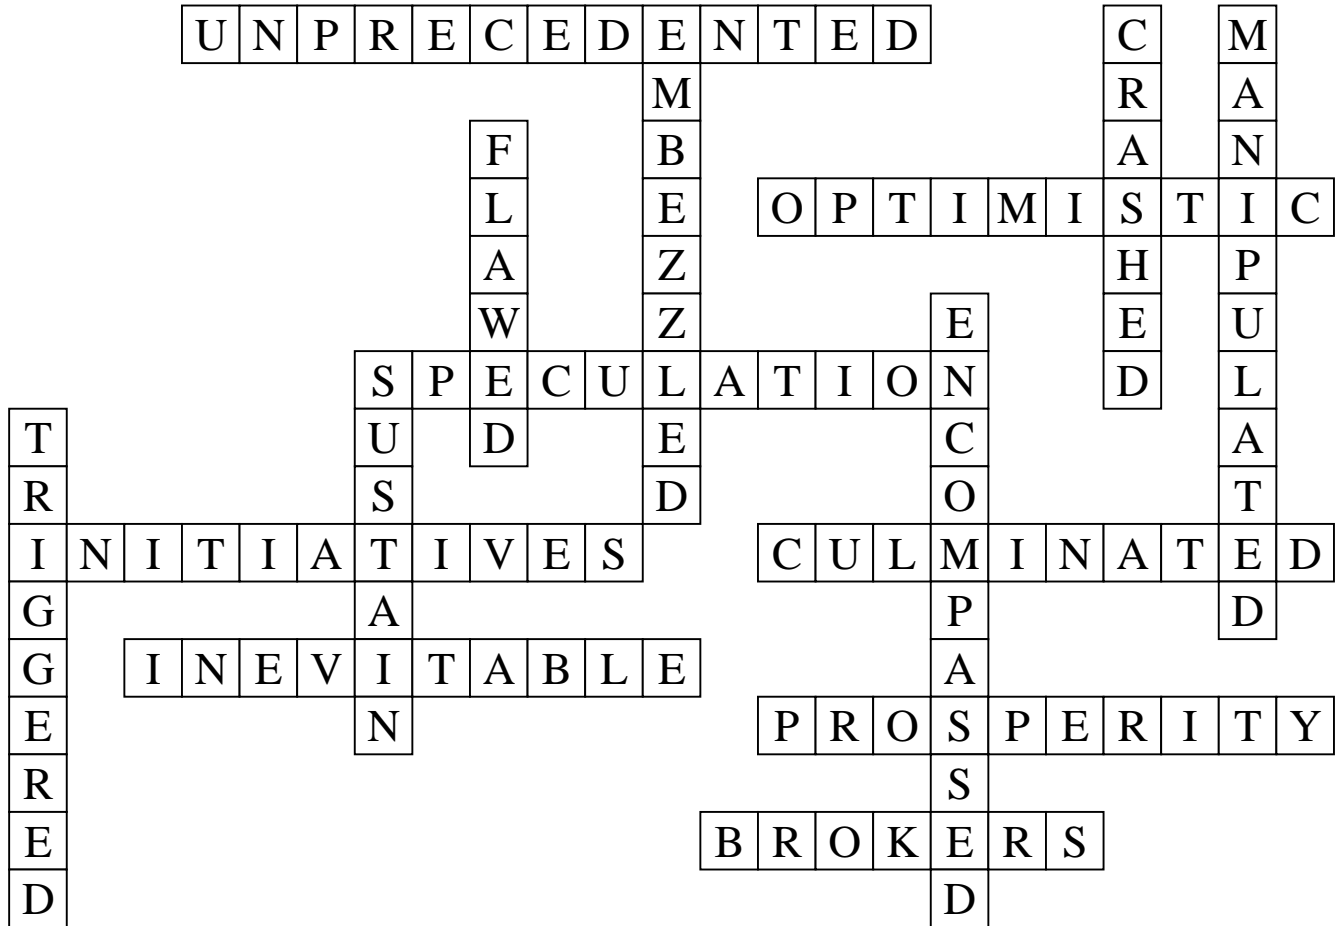 UNPRECEDENTED
EMBEZZLED
CRASHED
MANIPULATED
FLAWED
OPTIMISTIC
ENCOMPASSED
SPECULATION
SUSTAIN
TRIGGERED
INITIATIVES
CULMINATED
INEVITABLE
PROSPERITY
BROKERS